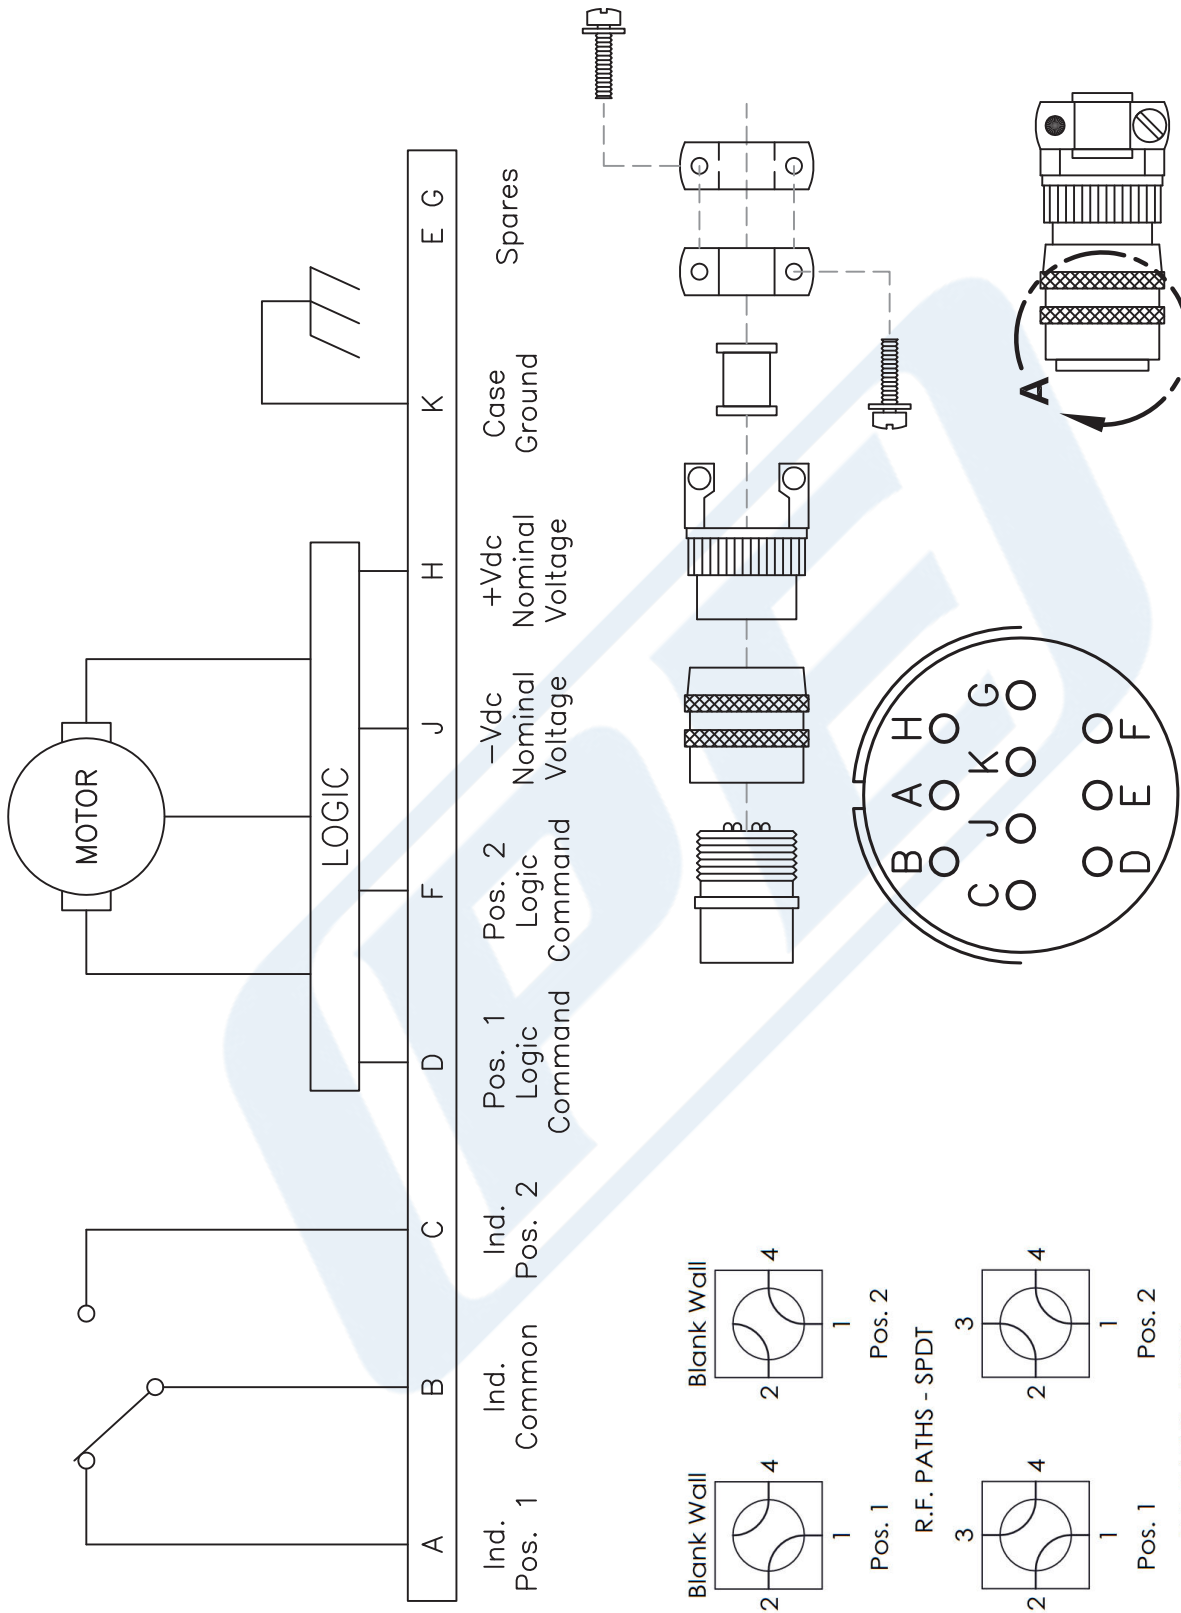 MOTOR
LOGIC
A B C D F J H K E G
Ind.
Pos. 1
Ind.
Common
Ind.
Pos. 2
Pos. 1
Logic
Command
Pos. 2
Logic
Command
-Vdc
Nominal
Voltage
+Vdc
Nominal
Voltage
Case
Ground
Spares
Blank Wall
2 4
1
Pos. 1
Blank Wall
2 4
1
Pos. 2
R.F. PATHS - SPDT
3
2 4
1
Pos. 1
3
2 4
1
Pos. 2
B A H
C J K G
D E F
A
PEI